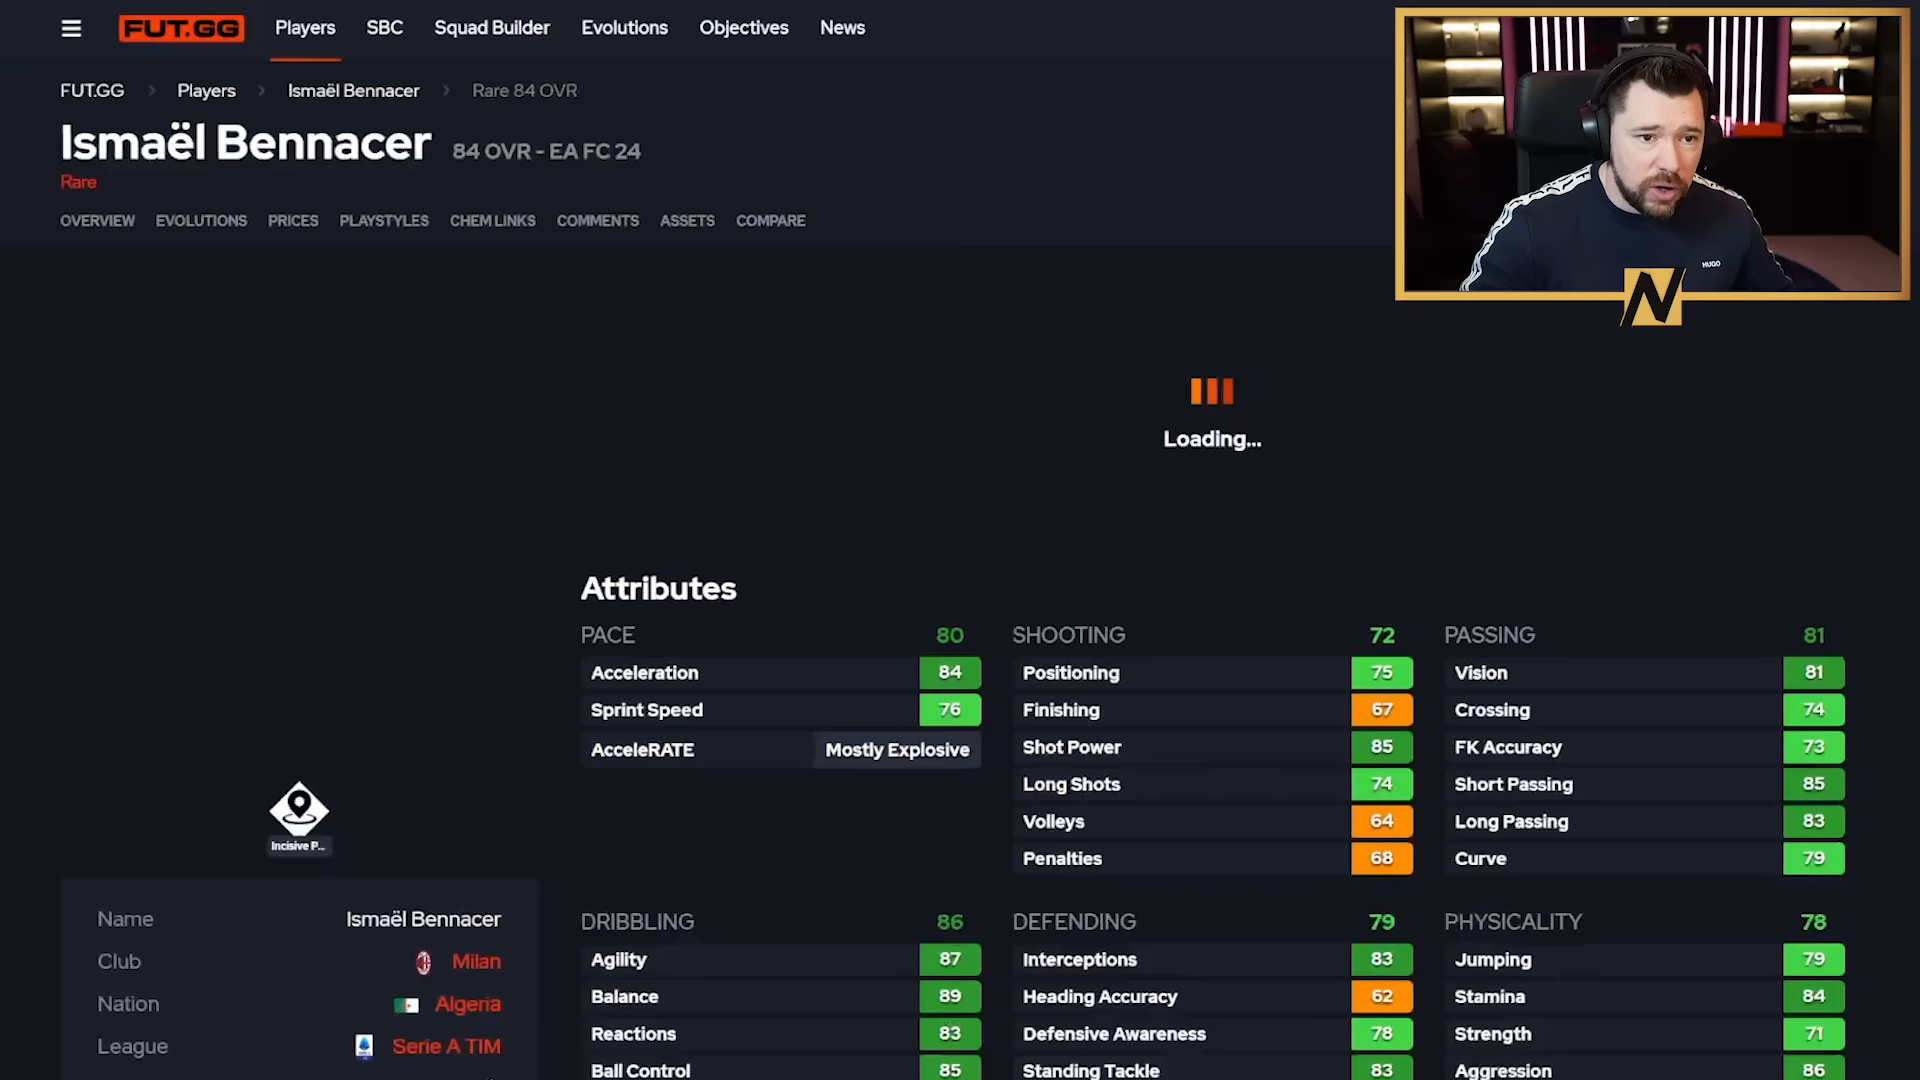 FUT.GG
Players
SBC
Squad Builder
Evolutions
Objectives
News
FUT.GG > Players > Ismaël Bennacer > Rare 84 OVR
Ismaël Bennacer 84 OVR - EA FC 24
Rare
OVERVIEW
EVOLUTIONS
PRICES
PLAYSTYLES
CHEM LINKS
COMMENTS
ASSETS
COMPARE
HUGO
N
Loading...
Attributes
PACE 80
Acceleration 84
Sprint Speed 76
AcceleRATE Mostly Explosive
SHOOTING 72
Positioning 75
Finishing 67
Shot Power 85
Long Shots 74
Volleys 64
Penalties 68
PASSING 81
Vision 81
Crossing 74
FK Accuracy 73
Short Passing 85
Long Passing 83
Curve 79
Incisive P...
Name Ismaël Bennacer
Club Milan
Nation Algeria
League Serie A TIM
DRIBBLING 86
Agility 87
Balance 89
Reactions 83
Ball Control 85
DEFENDING 79
Interceptions 83
Heading Accuracy 62
Defensive Awareness 78
Standing Tackle 83
PHYSICALITY 78
Jumping 79
Stamina 84
Strength 71
Aggression 86